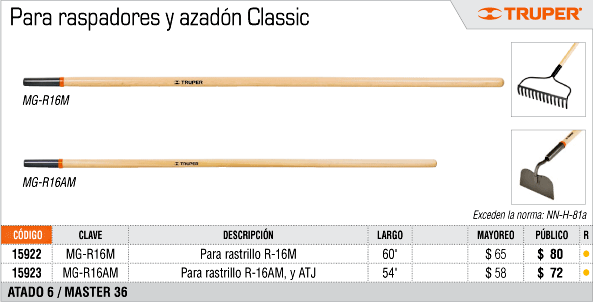 Para raspadores y azadón Classic
TRUPER®
TRUPER
MG-R16M
TRUPER
MG-R16AM
Exceden la norma: NN-H-81a
CÓDIGO CLAVE DESCRIPCIÓN LARGO MAYOREO PÚBLICO R
15922 MG-R16M Para rastrillo R-16M 60" $ 65 $ 80
15923 MG-R16AM Para rastrillo R-16AM, y ATJ 54" $ 58 $ 72
ATADO 6 / MASTER 36